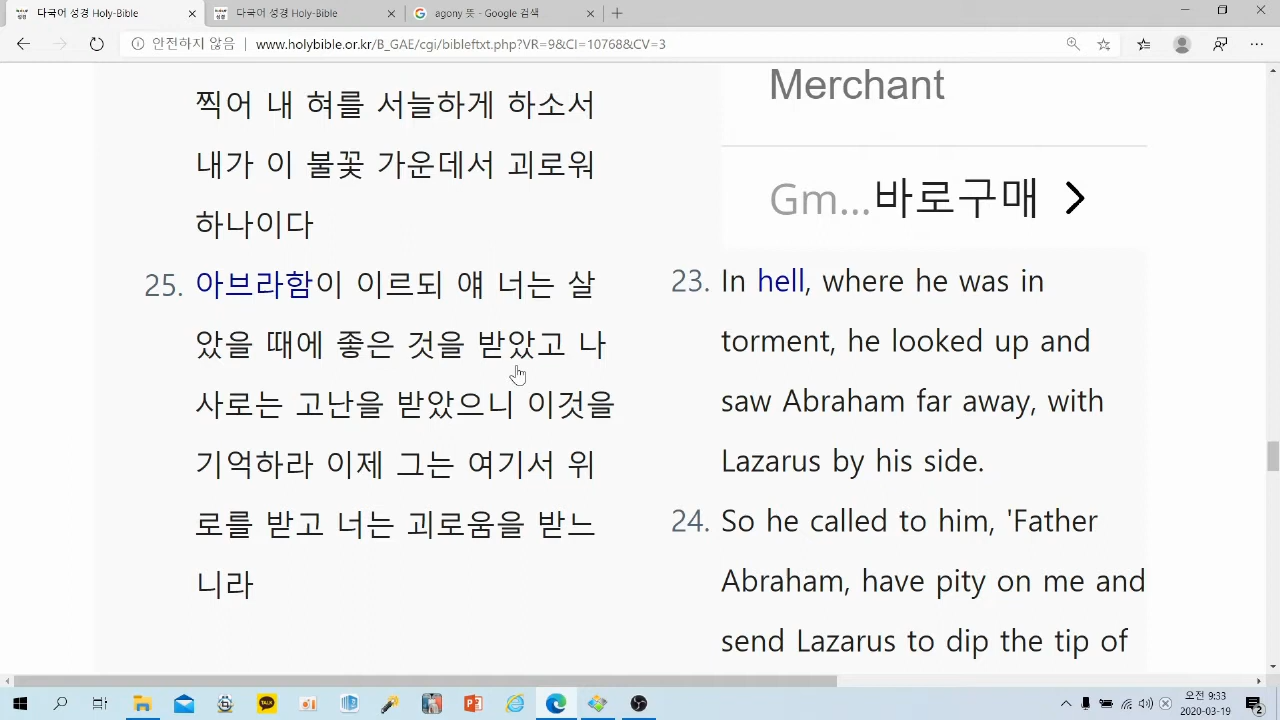 다국어 성경 Holy-Bible
다국어 성경 Holy-Bible
agony 뜻 - Google 검색
안전하지 않음
www.holybible.or.kr/B_GAE/cgi/bibleftxt.php?VR=9&CI=10768&CV=3
찍어 내 혀를 서늘하게 하소서
내가 이 불꽃 가운데서 괴로워
하나이다
25. 아브라함이 이르되 얘 너는 살
았을 때에 좋은 것을 받았고 나
사로는 고난을 받았으니 이것을
기억하라 이제 그는 여기서 위
로를 받고 너는 괴로움을 받느
니라
Merchant
Gm...바로구매
23. In hell, where he was in
torment, he looked up and
saw Abraham far away, with
Lazarus by his side.
24. So he called to him, 'Father
Abraham, have pity on me and
send Lazarus to dip the tip of
오전 9:33
2020-03-19